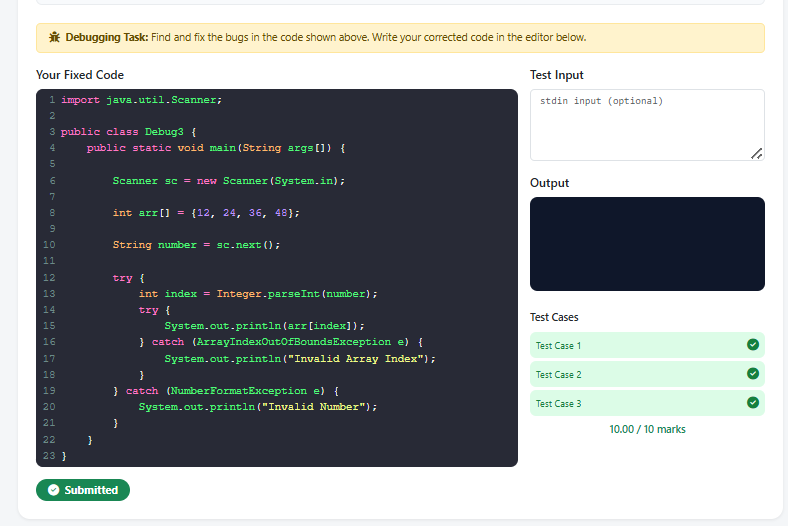 Debugging Task: Find and fix the bugs in the code shown above. Write your corrected code in the editor below.
Your Fixed Code
1 import java.util.Scanner;
2
3 public class Debug3 {
4     public static void main(String args[]) {
5
6         Scanner sc = new Scanner(System.in);
7
8         int arr[] = {12, 24, 36, 48};
9
10         String number = sc.next();
11
12         try {
13             int index = Integer.parseInt(number);
14             try {
15                 System.out.println(arr[index]);
16             } catch (ArrayIndexOutOfBoundsException e) {
17                 System.out.println("Invalid Array Index");
18             }
19         } catch (NumberFormatException e) {
20             System.out.println("Invalid Number");
21         }
22     }
23 }
Submitted
Test Input
stdin input (optional)
Output
Test Cases
Test Case 1
Test Case 2
Test Case 3
10.00 / 10 marks